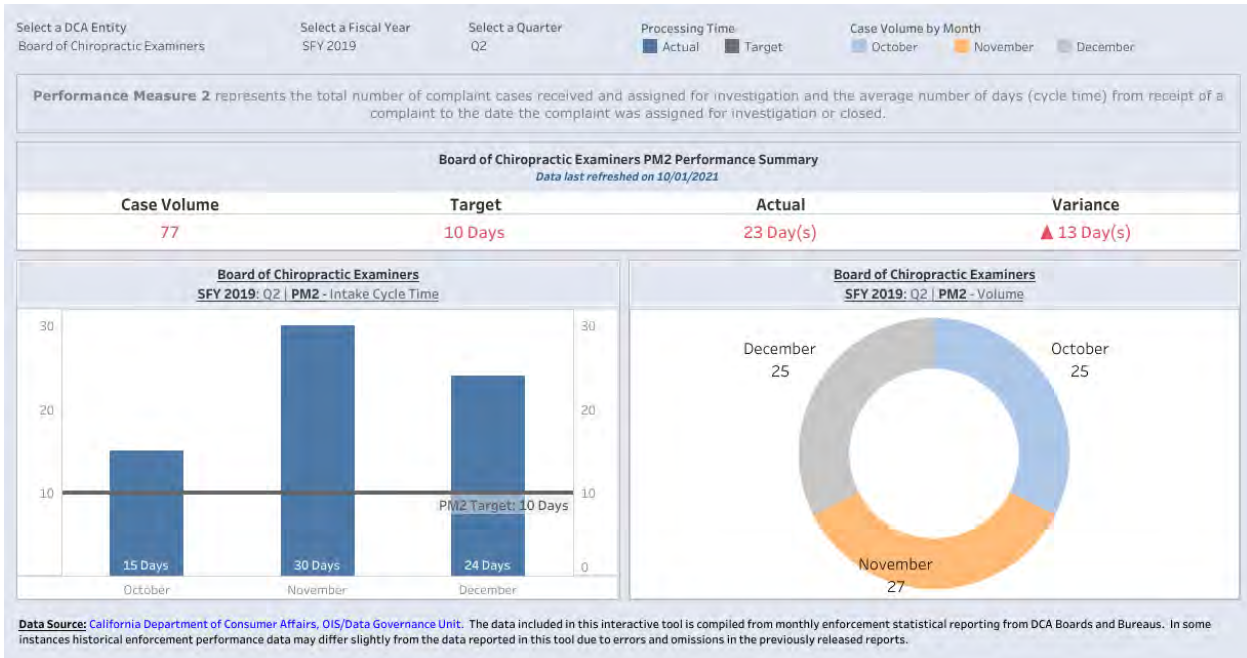 Select a DCA Entity
Board of Chiropractic Examiners
Select a Fiscal Year
SFY 2019
Select a Quarter
Q2
Processing Time
Actual Target
Case Volume by Month
October November December
Performance Measure 2 represents the total number of complaint cases received and assigned for investigation and the average number of days (cycle time) from receipt of a
complaint to the date the complaint was assigned for investigation or closed.
Board of Chiropractic Examiners PM2 Performance Summary
Data last refreshed on 10/01/2021
Case Volume Target Actual Variance
77 10 Days 23 Day(s) ▲ 13 Day(s)
Board of Chiropractic Examiners
SFY 2019: Q2 | PM2 - Intake Cycle Time
30 30
20 20
10 10
PM2 Target: 10 Days
15 Days 30 Days 24 Days 0
October November December
Board of Chiropractic Examiners
SFY 2019: Q2 | PM2 - Volume
December
25
October
25
November
27
Data Source: California Department of Consumer Affairs, OIS/Data Governance Unit. The data included in this interactive tool is compiled from monthly enforcement statistical reporting from DCA Boards and Bureaus. In some
instances historical enforcement performance data may differ slightly from the data reported in this tool due to errors and omissions in the previously released reports.